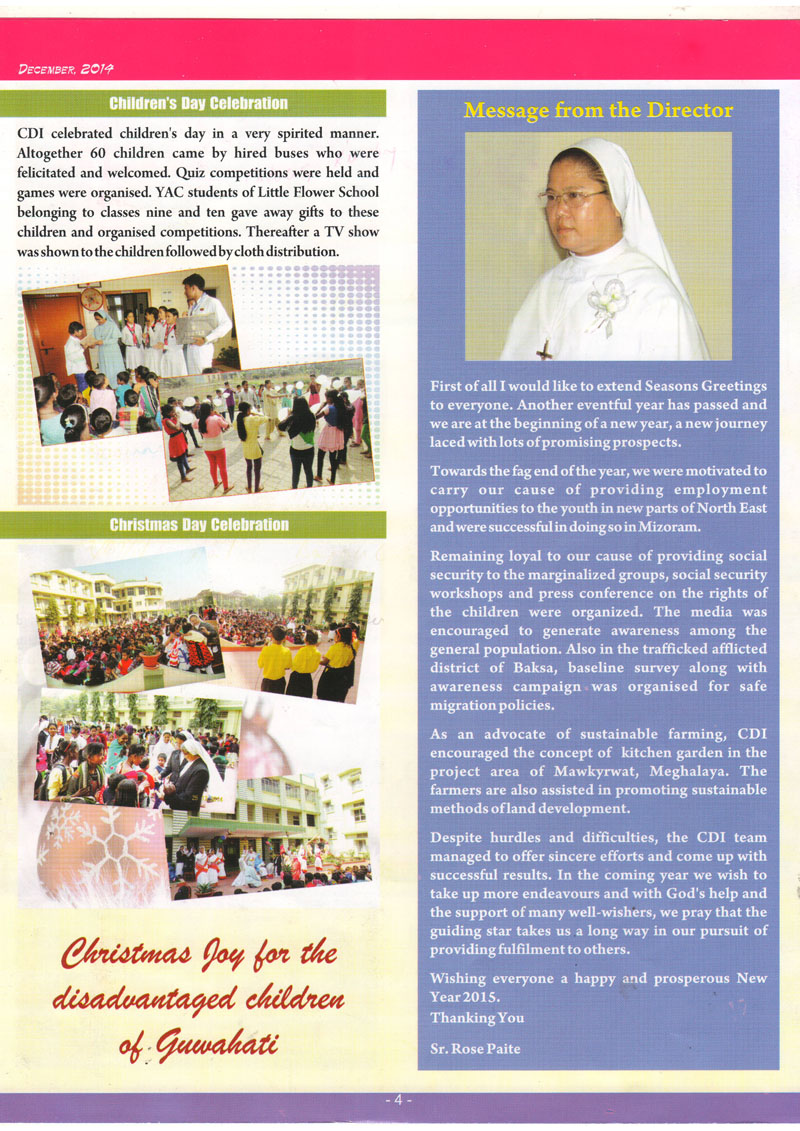 December, 2014
Children's Day Celebration
CDI celebrated children's day in a very spirited manner.
Altogether 60 children came by hired buses who were
felicitated and welcomed. Quiz competitions were held and
games were organised. YAC students of Little Flower School
belonging to classes nine and ten gave away gifts to these
children and organised competitions. Thereafter a TV show
was shown to the children followed by cloth distribution.
Christmas Day Celebration
Christmas Joy for the
disadvantaged children
of Guwahati
Message from the Director
First of all I would like to extend Seasons Greetings
to everyone. Another eventful year has passed and
we are at the beginning of a new year, a new journey
laced with lots of promising prospects.
Towards the fag end of the year, we were motivated to
carry our cause of providing employment
opportunities to the youth in new parts of North East
and were successful in doing so in Mizoram.
Remaining loyal to our cause of providing social
security to the marginalized groups, social security
workshops and press conference on the rights of
the children were organized. The media was
encouraged to generate awareness among the
general population. Also in the trafficked afflicted
district of Baksa, baseline survey along with
awareness campaign was organised for safe
migration policies.
As an advocate of sustainable farming, CDI
encouraged the concept of kitchen garden in the
project area of Mawkyrwat, Meghalaya. The
farmers are also assisted in promoting sustainable
methods of land development.
Despite hurdles and difficulties, the CDI team
managed to offer sincere efforts and come up with
successful results. In the coming year we wish to
take up more endeavours and with God's help and
the support of many well-wishers, we pray that the
guiding star takes us a long way in our pursuit of
providing fulfilment to others.
Wishing everyone a happy and prosperous New
Year 2015.
Thanking You
Sr. Rose Paite
- 4 -